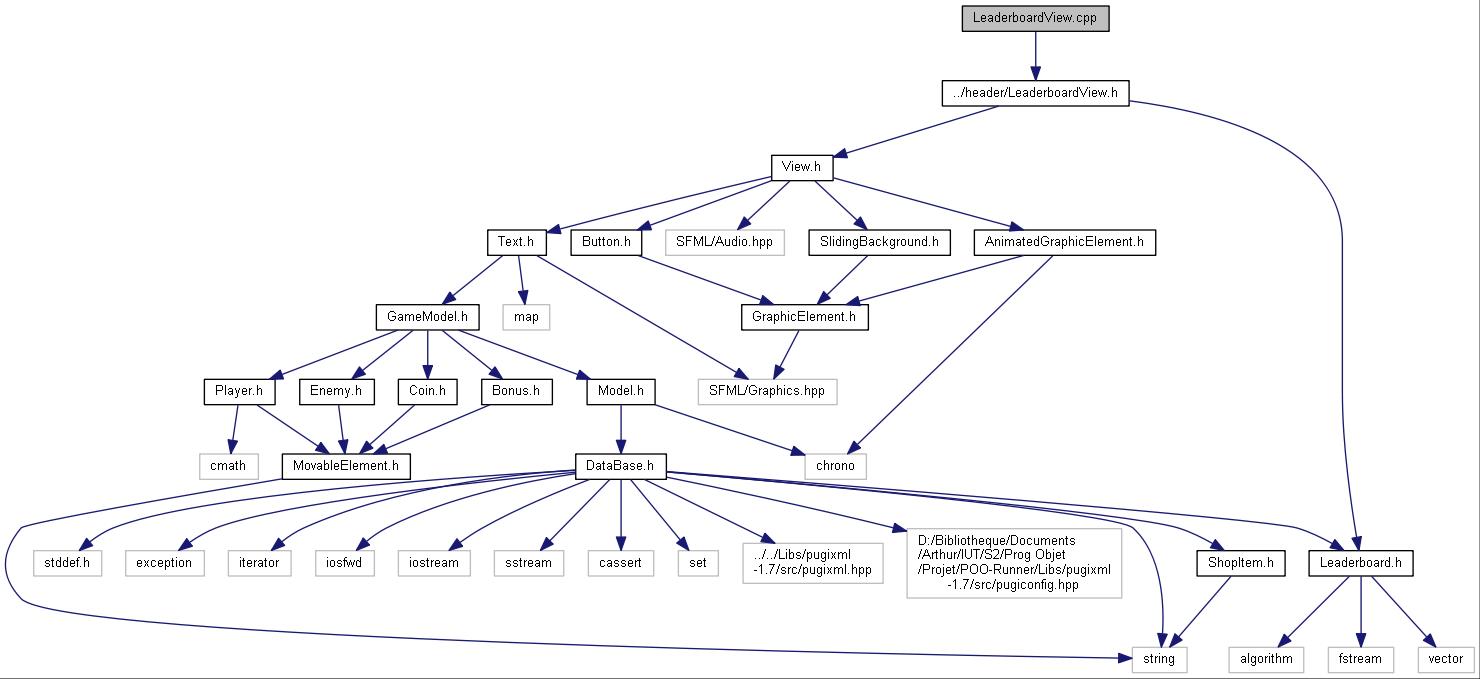 LeaderboardView.cpp
../header/LeaderboardView.h
View.h
Text.h
Button.h
SFML/Audio.hpp
SlidingBackground.h
AnimatedGraphicElement.h
GameModel.h
map
GraphicElement.h
Player.h
Enemy.h
Coin.h
Bonus.h
Model.h
SFML/Graphics.hpp
cmath
MovableElement.h
DataBase.h
chrono
stddef.h
exception
iterator
iosfwd
iostream
sstream
cassert
set
../../Libs/pugixml
-1.7/src/pugixml.hpp
D:/Bibliotheque/Documents
/Arthur/IUT/S2/Prog Objet
/Projet/POO-Runner/Libs/pugixml
-1.7/src/pugiconfig.hpp
ShopItem.h
Leaderboard.h
string
algorithm
fstream
vector